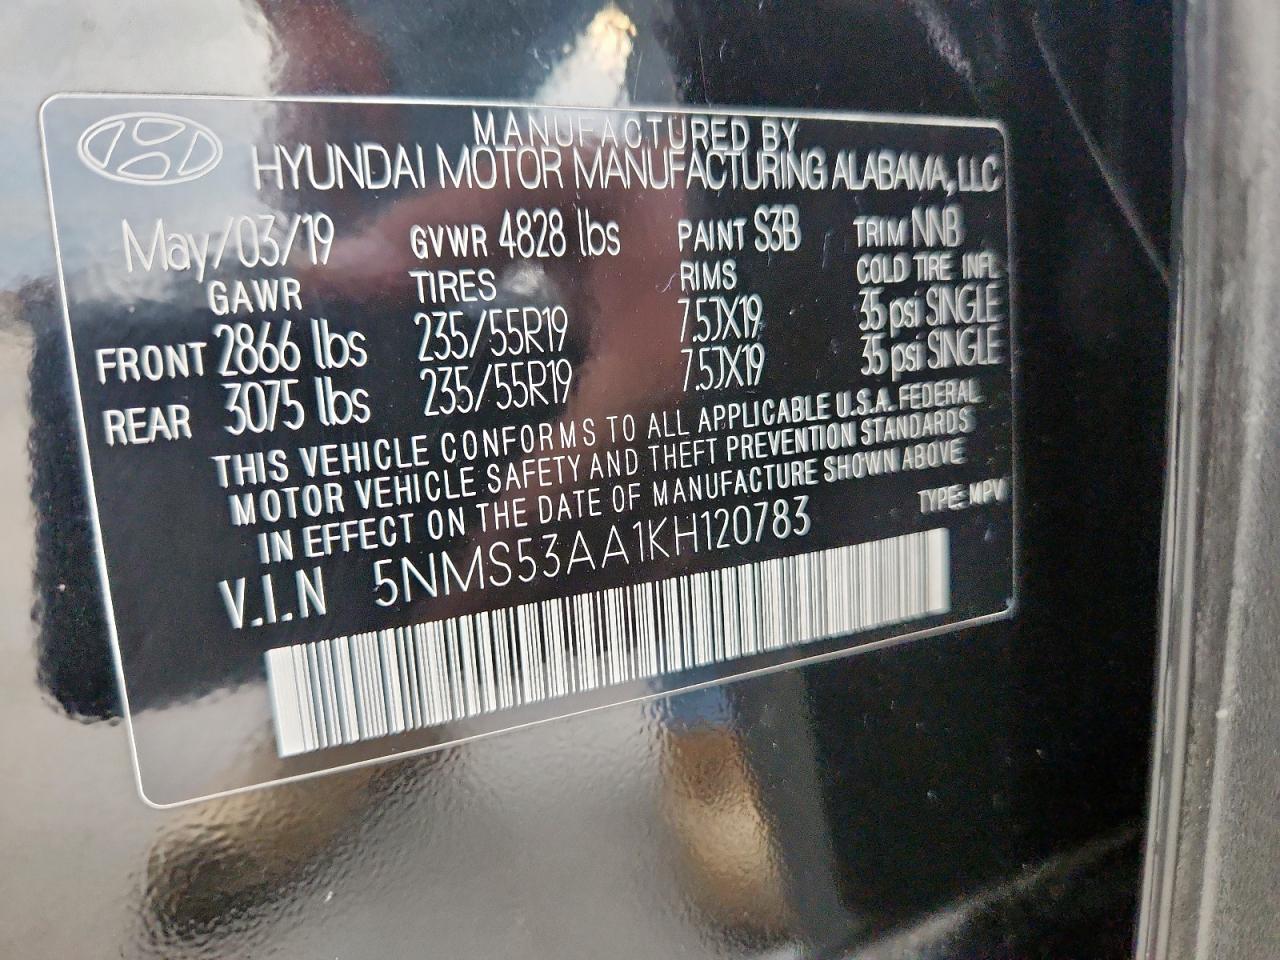 MANUFACTURED BY
HYUNDAI MOTOR MANUFACTURING ALABAMA, LLC
May/03/19 GVWR 4828 lbs PAINT S3B TRIM NNB
GAWR TIRES RIMS COLD TIRE INFL
FRONT 2866 lbs 235/55R19 7.5JX19 35 psi SINGLE
REAR 3075 lbs 235/55R19 7.5JX19 35 psi SINGLE
THIS VEHICLE CONFORMS TO ALL APPLICABLE U.S.A. FEDERAL
MOTOR VEHICLE SAFETY AND THEFT PREVENTION STANDARDS
IN EFFECT ON THE DATE OF MANUFACTURE SHOWN ABOVE
V.I.N 5NMS53AA1KH120783 TYPE: MPV